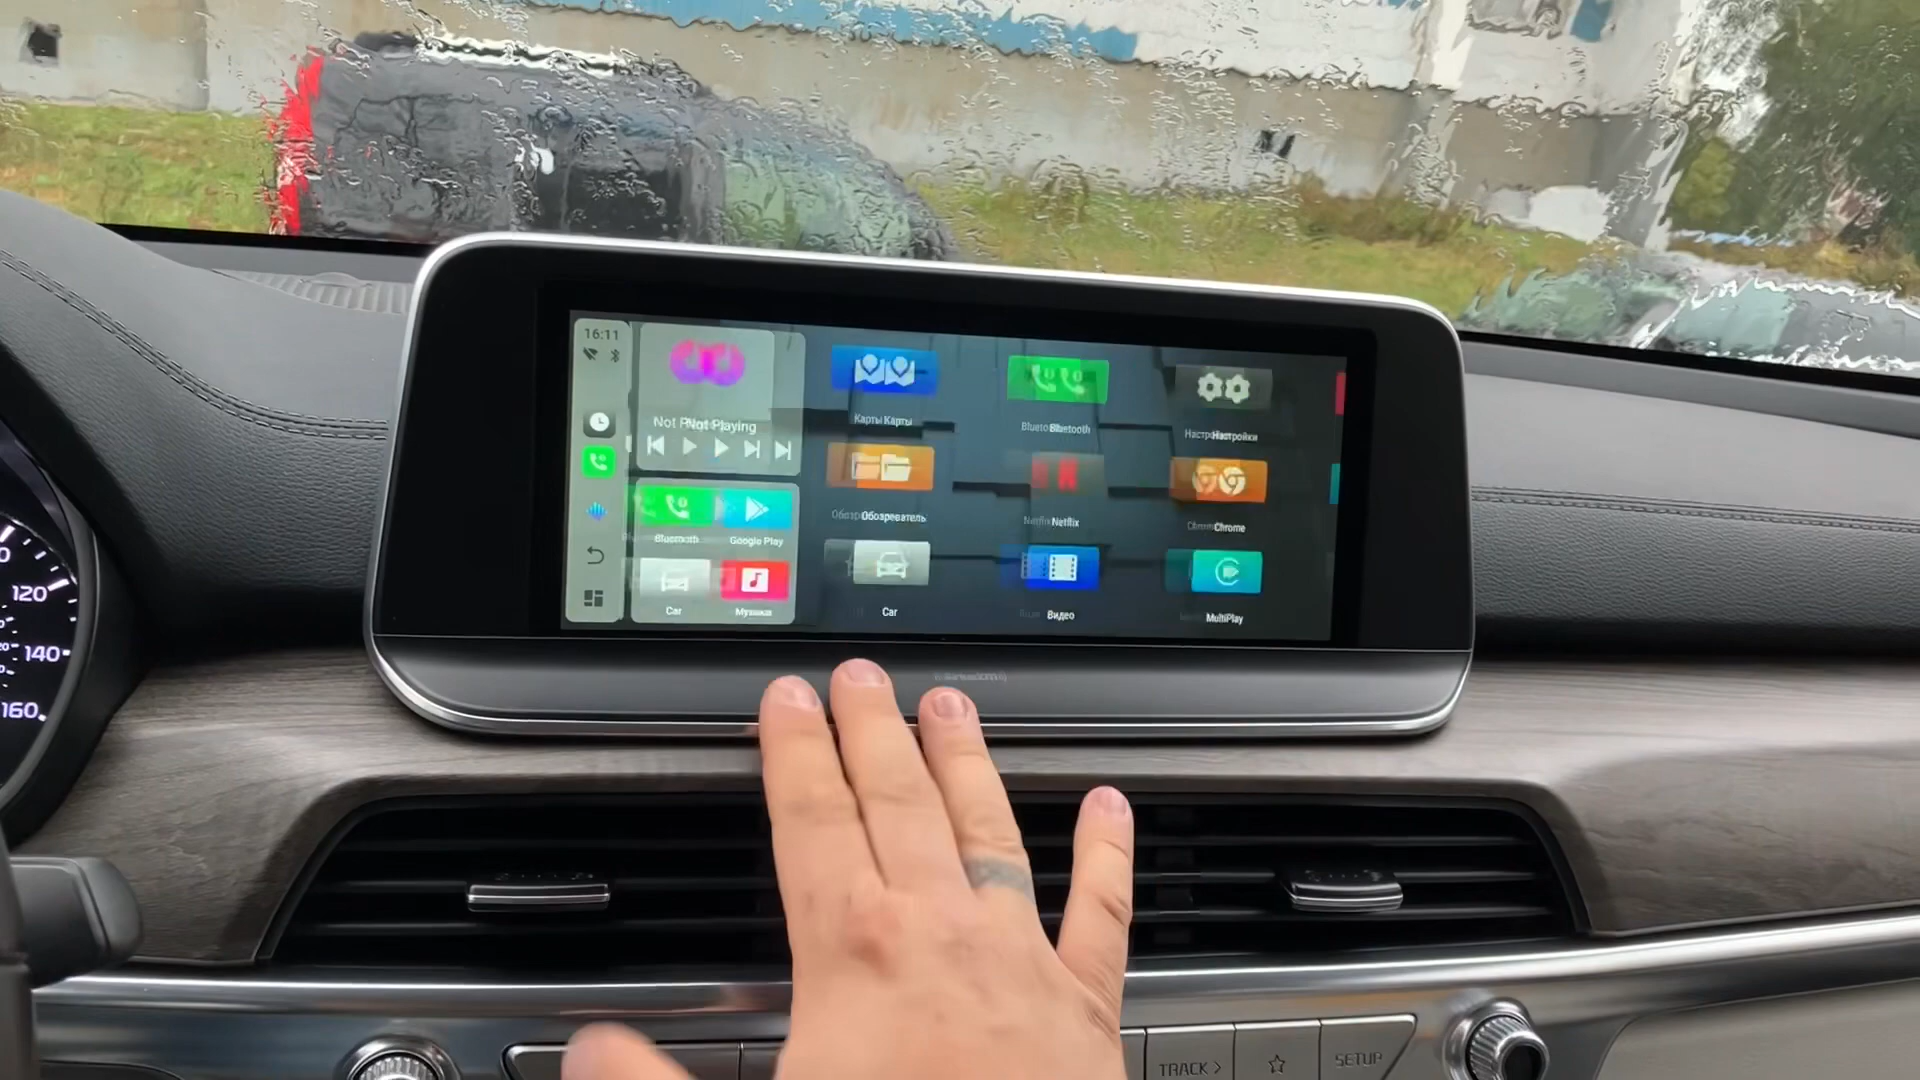 16:11
Not Playing
Карты
Bluetooth
Настройки
Обозреватель
Netflix
Chrome
Bluetooth
Google Play
Car
Музыка
Car
Видео
MultiPlay
120
140
160
TRACK >
SETUP